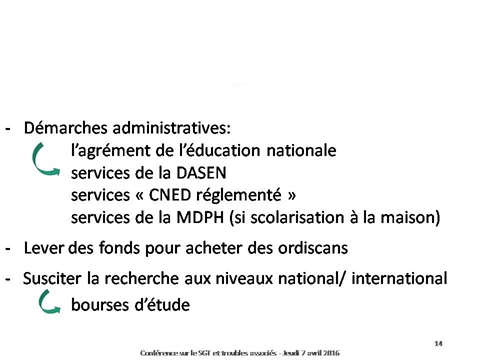 - Démarches administratives:
l'agrément de l'éducation nationale
services de la DASEN
services « CNED réglementé »
services de la MDPH (si scolarisation à la maison)
- Lever des fonds pour acheter des ordiscans
- Susciter la recherche aux niveaux national/ international
bourses d'étude
14
Conférence sur le SGT et troubles associés - Jeudi 7 avril 2016